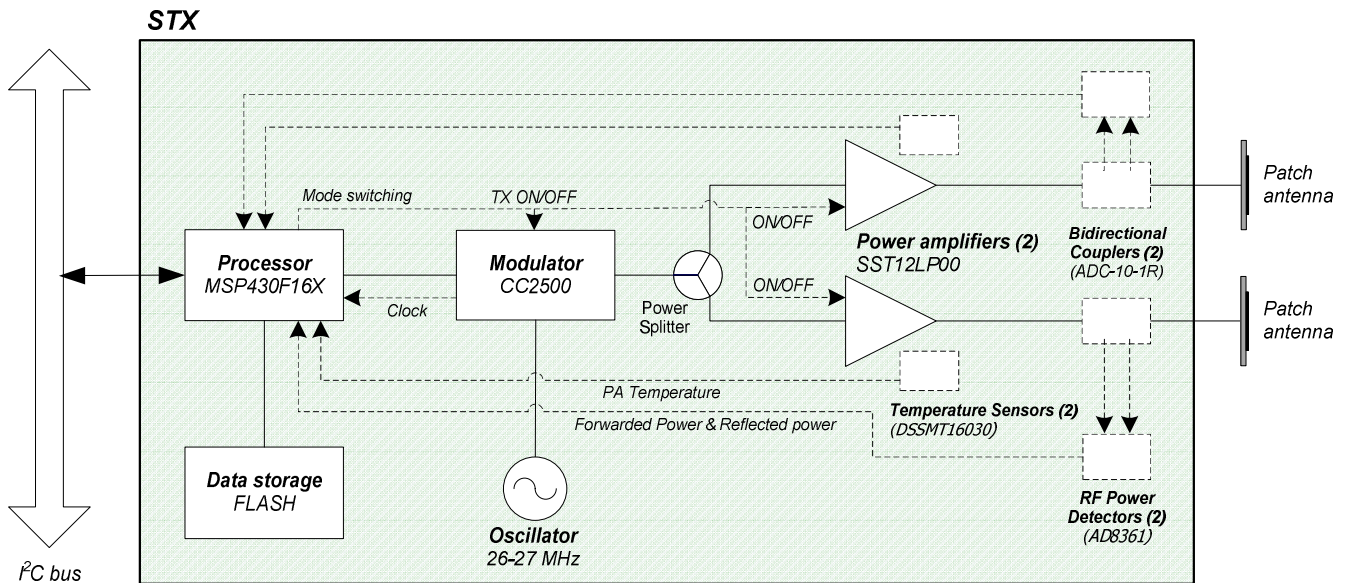 STX
Mode switching
TX ON/OFF
ON/OFF
Patch
antenna
Processor
MSP430F16X
Modulator
CC2500
Power amplifiers (2)
SST12LP00
Bidirectional
Couplers (2)
(ADC-10-1R)
Clock
Power
Splitter
ON/OFF
Patch
antenna
PA Temperature
Temperature Sensors (2)
(DSSMT16030)
Forwarded Power & Reflected power
Data storage
FLASH
Oscillator
26-27 MHz
RF Power
Detectors (2)
(AD8361)
I²C bus